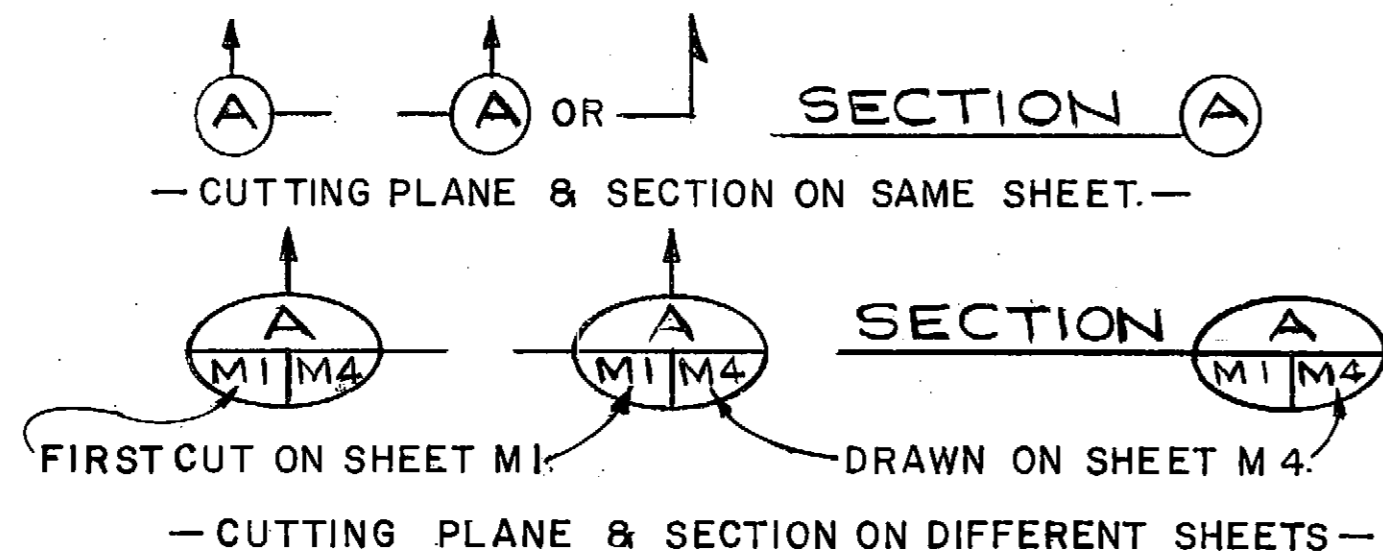 A A OR SECTION A
— CUTTING PLANE & SECTION ON SAME SHEET. —
A A SECTION A
M1 M4 M1 M4 M1 M4
FIRST CUT ON SHEET M1. DRAWN ON SHEET M4.
— CUTTING PLANE & SECTION ON DIFFERENT SHEETS —